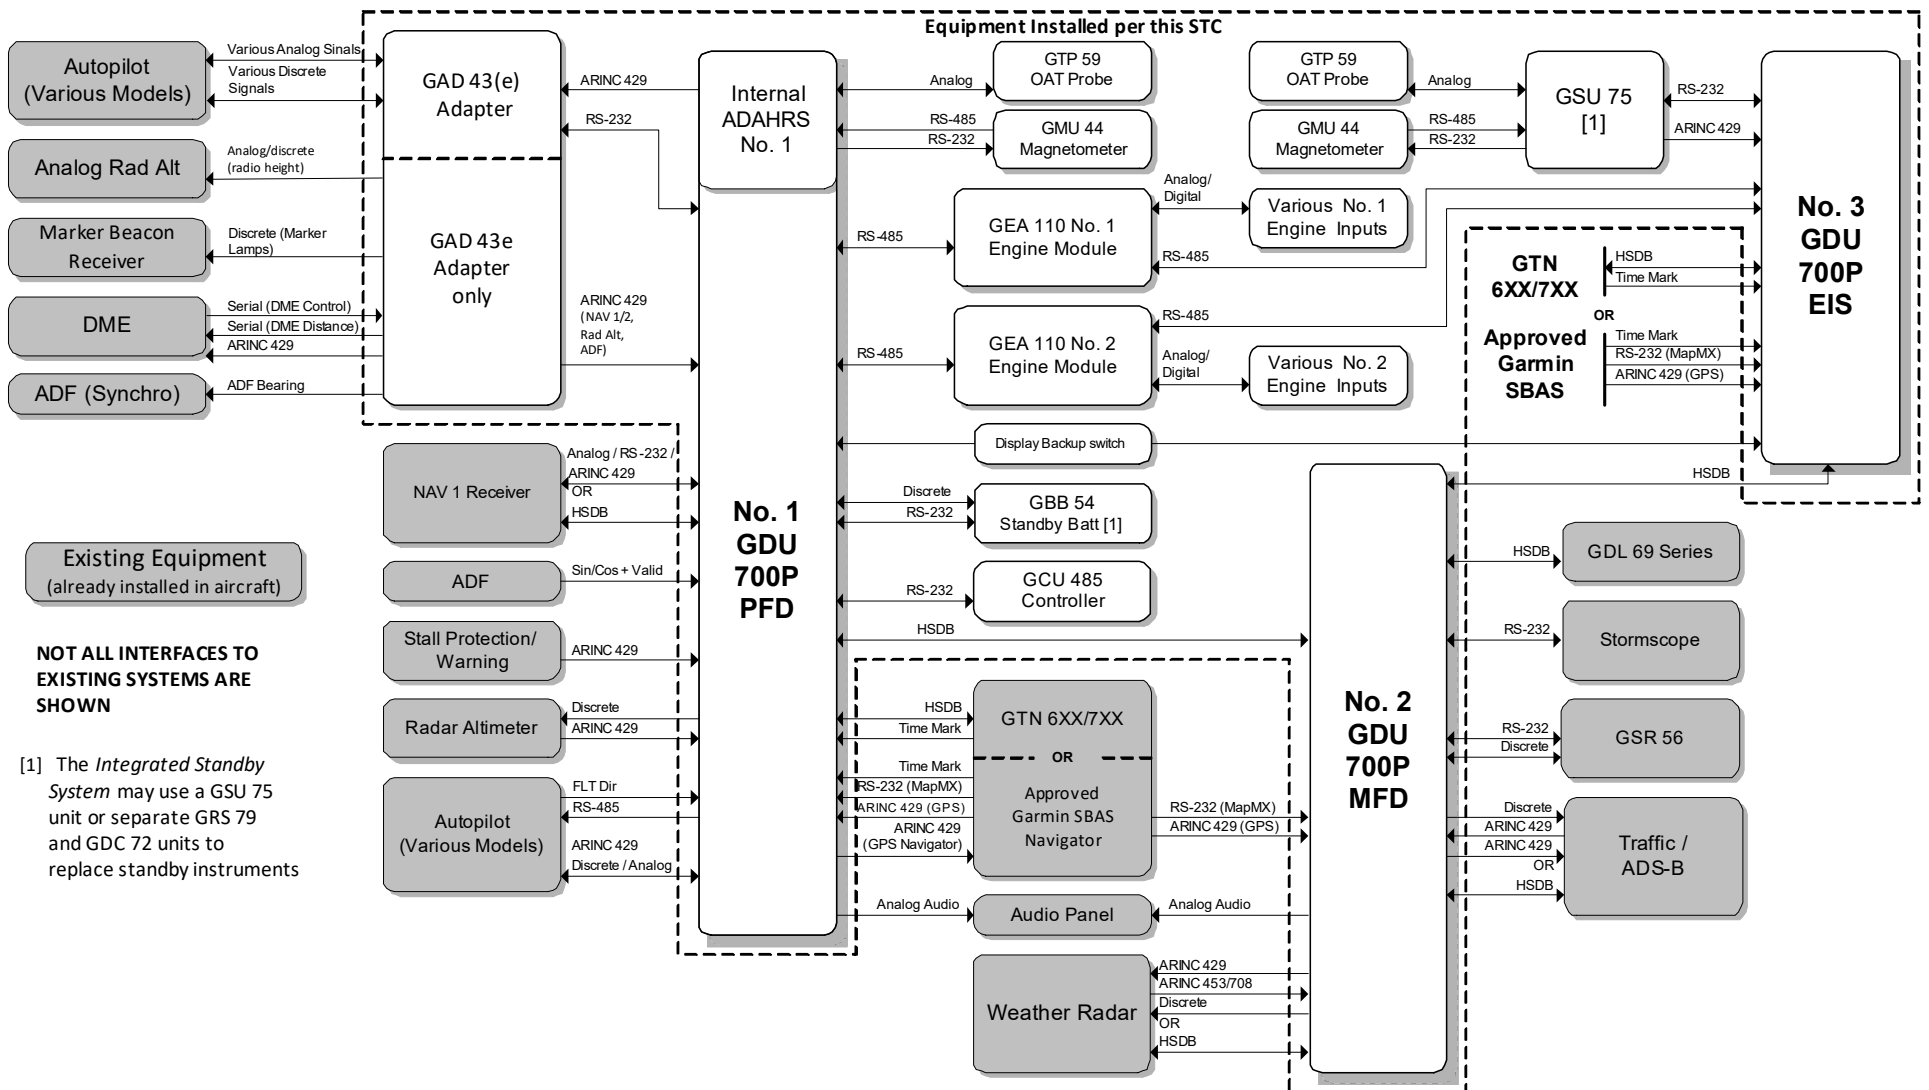 Equipment Installed per this STC
Autopilot
(Various Models)
Various Analog Sinals
Various Discrete
Signals
Analog Rad Alt
Analog/discrete
(radio height)
Marker Beacon
Receiver
Discrete (Marker
Lamps)
DME
Serial (DME Control)
Serial (DME Distance)
ARINC 429
ADF (Synchro)
ADF Bearing
GAD 43(e)
Adapter
GAD 43e
Adapter
only
ARINC 429
RS-232
ARINC 429
( NAV 1/2,
Rad Alt,
ADF)
Internal
ADAHRS
No. 1
No. 1
GDU
700P
PFD
Analog
GTP 59
OAT Probe
RS-485
RS-232
GMU 44
Magnetometer
GTP 59
OAT Probe
Analog
GMU 44
Magnetometer
RS-485
RS-232
GSU 75
[1]
RS-232
ARINC 429
RS-485
GEA 110 No. 1
Engine Module
Analog/
Digital
Various No. 1
Engine Inputs
RS-485
RS-485
GEA 110 No. 2
Engine Module
RS-485
Analog/
Digital
Various No. 2
Engine Inputs
No. 3
GDU
700P
EIS
GTN
6XX/7XX
HSDB
Time Mark
OR
Approved
Garmin
SBAS
Time Mark
RS-232 (MapMX)
ARINC 429 (GPS)
Display Backup switch
HSDB
NAV 1 Receiver
Analog / RS-232 /
ARINC 429
OR
HSDB
Discrete
RS-232
GBB 54
Standby Batt [1]
ADF
Sin/Cos + Valid
RS-232
GCU 485
Controller
HSDB
Stall Protection/
Warning
ARINC 429
Radar Altimeter
Discrete
ARINC 429
Autopilot
(Various Models)
FLT Dir
RS-485
ARINC 429
Discrete / Analog
HSDB
Time Mark
GTN 6XX/7XX
OR
Time Mark
RS-232 (MapMX)
ARINC 429 (GPS)
ARINC 429
(GPS Navigator)
Approved
Garmin SBAS
Navigator
RS-232 (MapMX)
ARINC 429 (GPS)
Analog Audio
Audio Panel
Analog Audio
Weather Radar
ARINC 429
ARINC 453/708
Discrete
OR
HSDB
No. 2
GDU
700P
MFD
HSDB
GDL 69 Series
RS-232
Stormscope
RS-232
Discrete
GSR 56
Discrete
ARINC 429
ARINC 429
OR
HSDB
Traffic /
ADS-B
Existing Equipment
(already installed in aircraft)
NOT ALL INTERFACES TO
EXISTING SYSTEMS ARE
SHOWN
[1] The Integrated Standby
System may use a GSU 75
unit or separate GRS 79
and GDC 72 units to
replace standby instruments